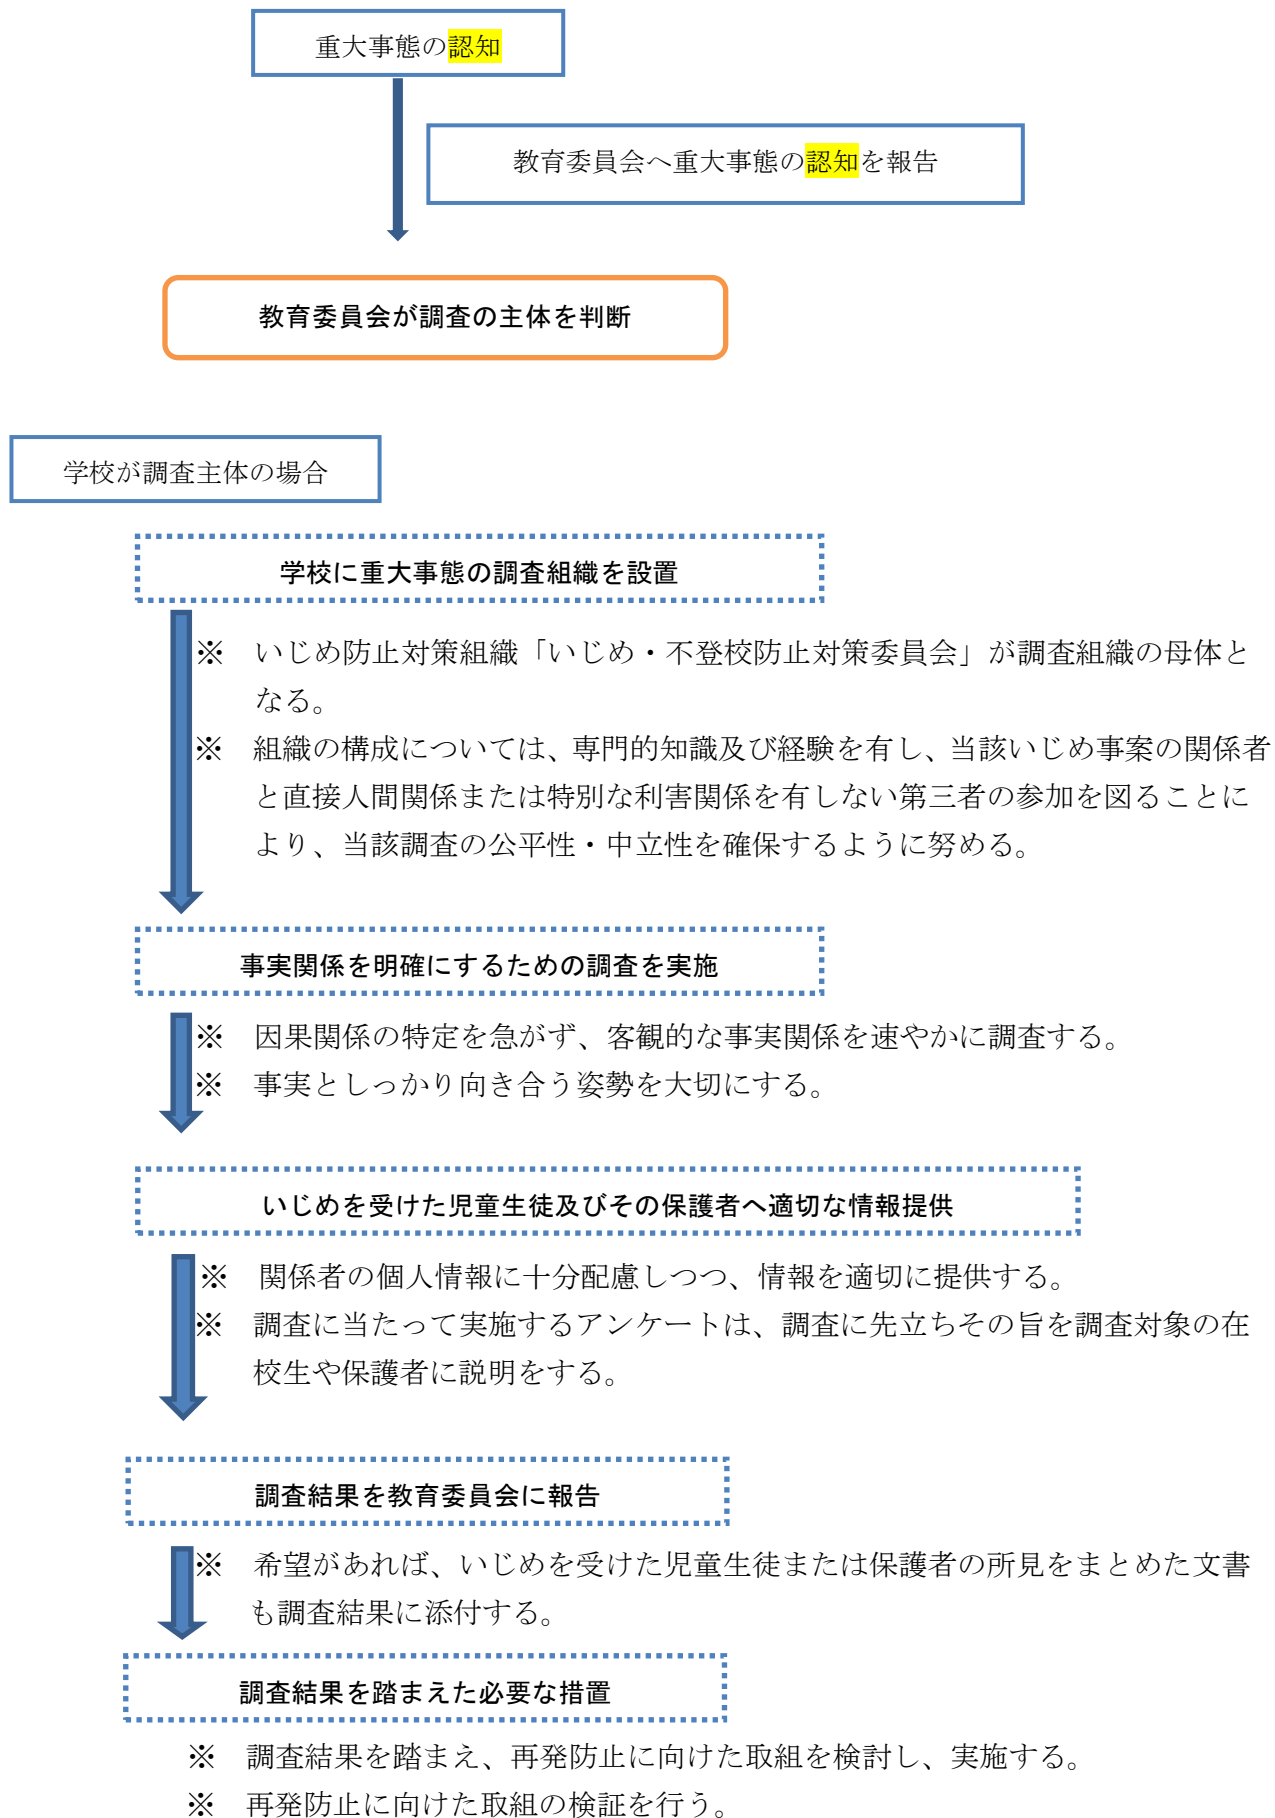 重大事態の認知
教育委員会へ重大事態の認知を報告
教育委員会が調査の主体を判断
学校が調査主体の場合
学校に重大事態の調査組織を設置
※　いじめ防止対策組織「いじめ・不登校防止対策委員会」が調査組織の母体と
なる。
※　組織の構成については、専門的知識及び経験を有し、当該いじめ事案の関係者
と直接人間関係または特別な利害関係を有しない第三者の参加を図ることに
より、当該調査の公平性・中立性を確保するように努める。
事実関係を明確にするための調査を実施
※　因果関係の特定を急がず、客観的な事実関係を速やかに調査する。
※　事実としっかり向き合う姿勢を大切にする。
いじめを受けた児童生徒及びその保護者へ適切な情報提供
※　関係者の個人情報に十分配慮しつつ、情報を適切に提供する。
※　調査に当たって実施するアンケートは、調査に先立ちその旨を調査対象の在
校生や保護者に説明をする。
調査結果を教育委員会に報告
※　希望があれば、いじめを受けた児童生徒または保護者の所見をまとめた文書
も調査結果に添付する。
調査結果を踏まえた必要な措置
※　調査結果を踏まえ、再発防止に向けた取組を検討し、実施する。
※　再発防止に向けた取組の検証を行う。